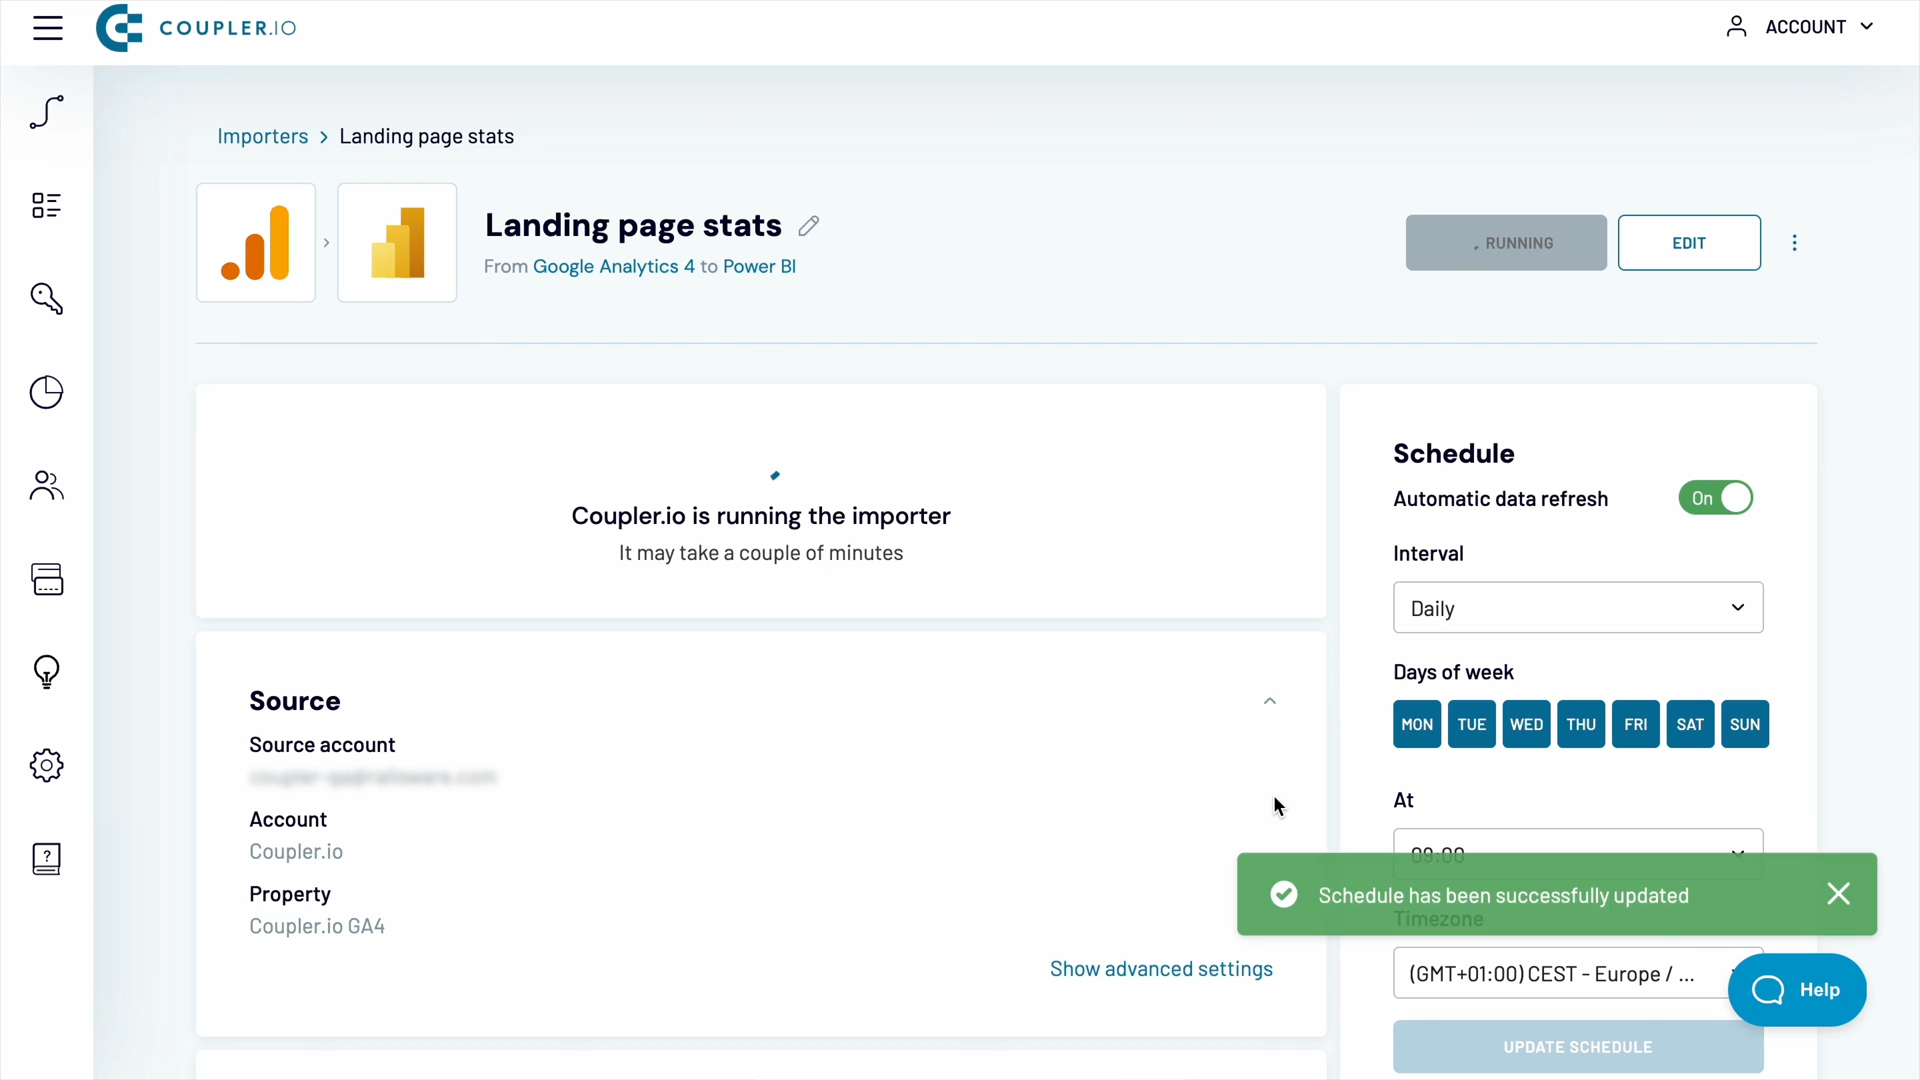 COUPLER.IO
ACCOUNT
Importers > Landing page stats
Landing page stats
From Google Analytics 4 to Power BI
RUNNING
EDIT
Coupler.io is running the importer
It may take a couple of minutes
Source
Source account
Account
Coupler.io
Property
Coupler.io GA4
Show advanced settings
Schedule
Automatic data refresh
On
Interval
Daily
Days of week
MON TUE WED THU FRI SAT SUN
At
09:00
Schedule has been successfully updated
Timezone
(GMT+01:00) CEST - Europe / ...
Help
UPDATE SCHEDULE